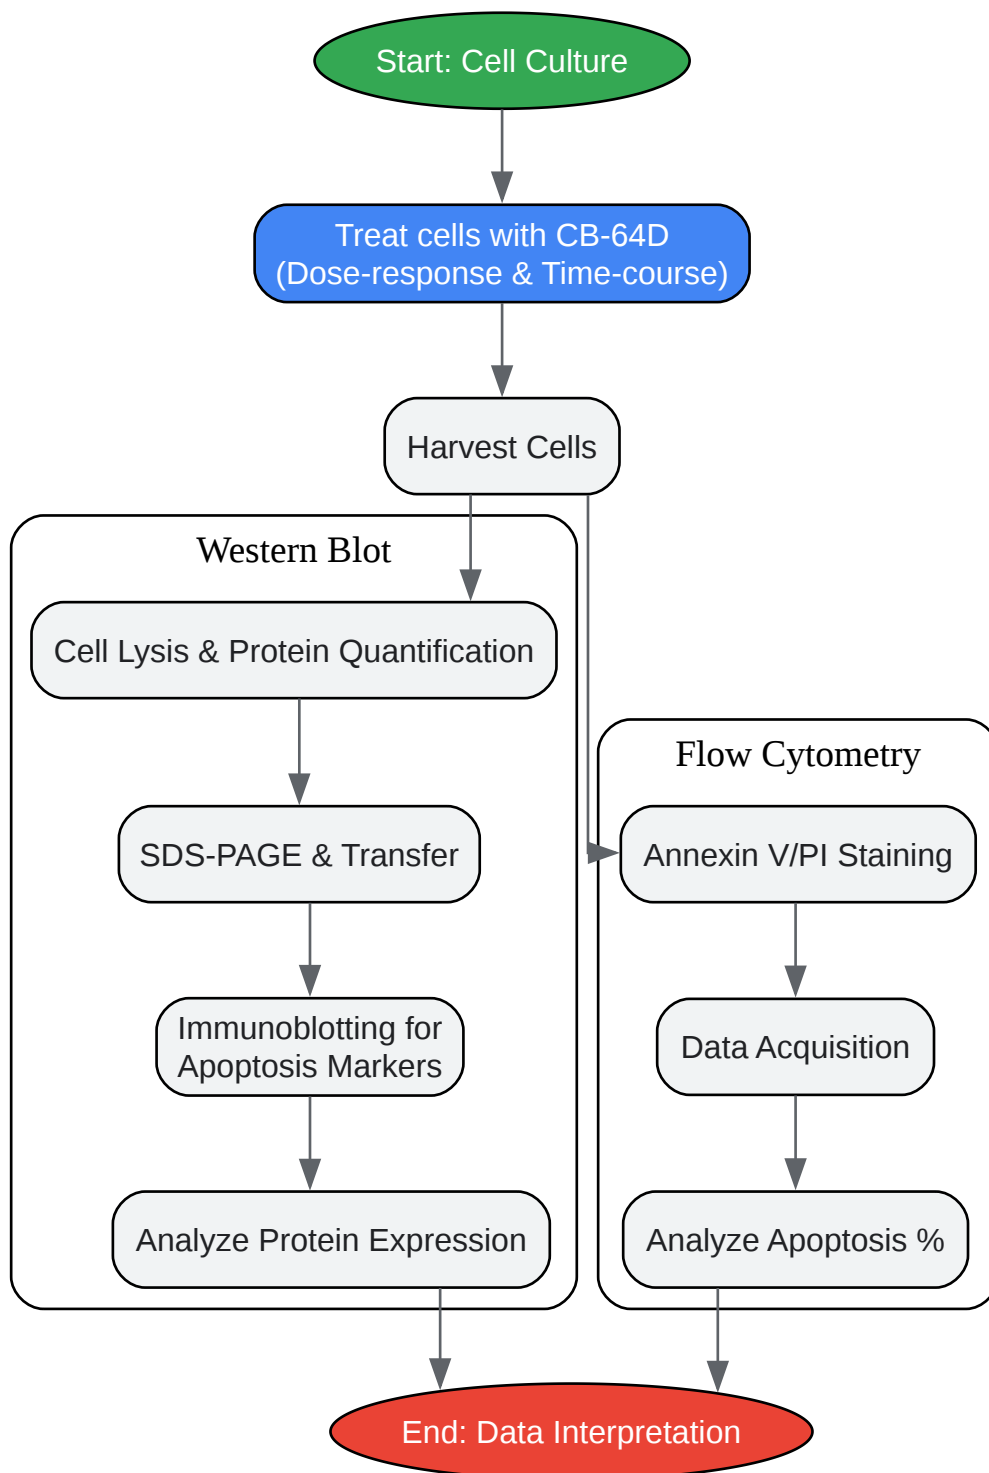 Start: Cell Culture
Treat cells with CB-64D
(Dose-response & Time-course)
Harvest Cells
Western Blot
Cell Lysis & Protein Quantification
SDS-PAGE & Transfer
Immunoblotting for
Apoptosis Markers
Analyze Protein Expression
Flow Cytometry
Annexin V/PI Staining
Data Acquisition
Analyze Apoptosis %
End: Data Interpretation